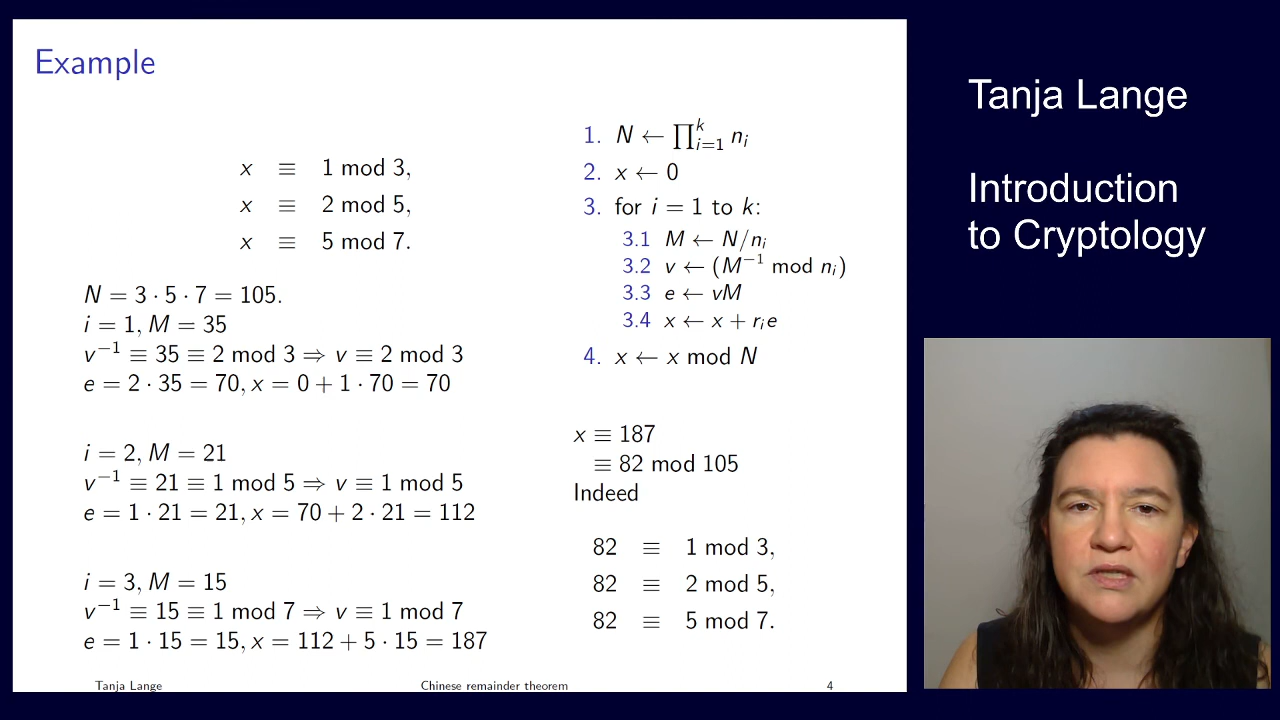 Example
x ≡ 1 mod 3,
x ≡ 2 mod 5,
x ≡ 5 mod 7.
N = 3 · 5 · 7 = 105.
i = 1, M = 35
v⁻¹ ≡ 35 ≡ 2 mod 3 ⇒ v ≡ 2 mod 3
e = 2 · 35 = 70, x = 0 + 1 · 70 = 70
i = 2, M = 21
v⁻¹ ≡ 21 ≡ 1 mod 5 ⇒ v ≡ 1 mod 5
e = 1 · 21 = 21, x = 70 + 2 · 21 = 112
i = 3, M = 15
v⁻¹ ≡ 15 ≡ 1 mod 7 ⇒ v ≡ 1 mod 7
e = 1 · 15 = 15, x = 112 + 5 · 15 = 187
1. N ← ∏ᵏᵢ₌₁ nᵢ
2. x ← 0
3. for i = 1 to k:
3.1 M ← N/nᵢ
3.2 v ← (M⁻¹ mod nᵢ)
3.3 e ← vM
3.4 x ← x + rᵢe
4. x ← x mod N
x ≡ 187
≡ 82 mod 105
Indeed
82 ≡ 1 mod 3,
82 ≡ 2 mod 5,
82 ≡ 5 mod 7.
Tanja Lange Chinese remainder theorem 4
Tanja Lange
Introduction
to Cryptology